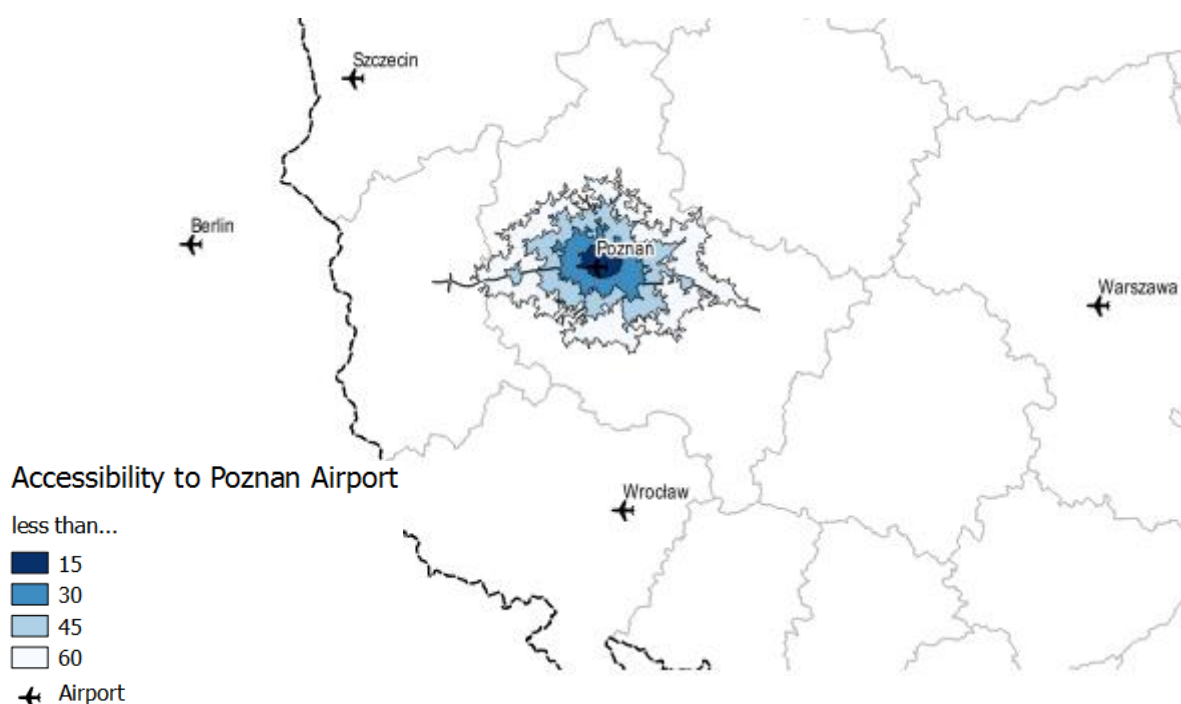 Szczecin
Berlin
Poznań
Warszawa
Wrocław
Accessibility to Poznan Airport
less than...
15
30
45
60
Airport